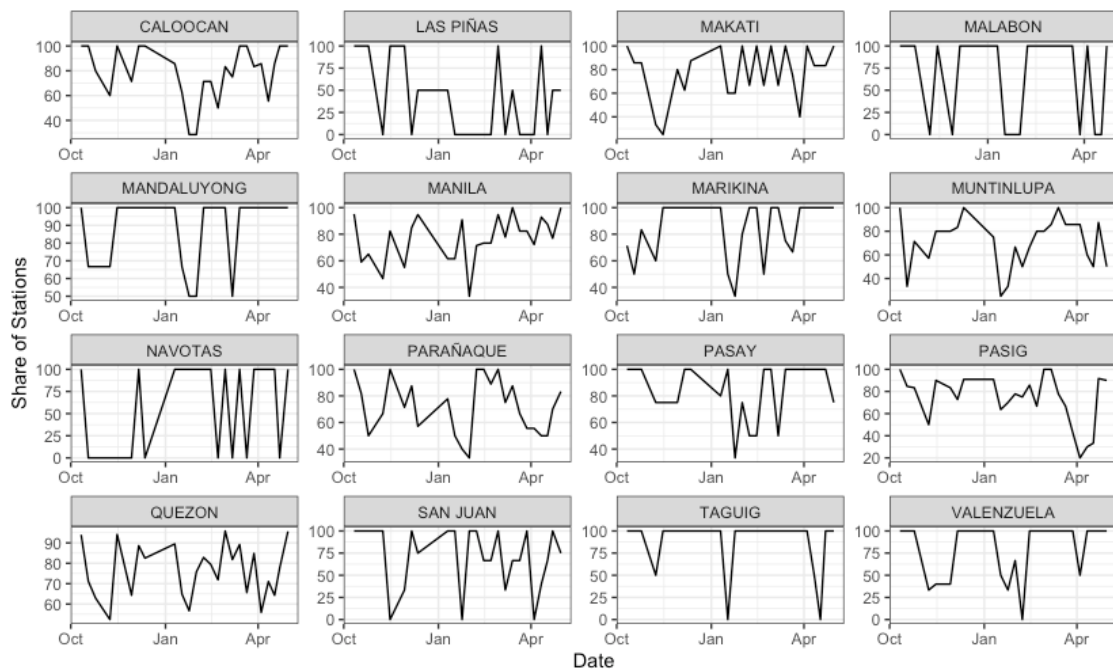 CALOOCAN LAS PIÑAS MAKATI MALABON
100 100 100 100
80 75 80 75
60 50 60 50
40 25 40 25
0 0
Oct Jan Apr Oct Jan Apr Oct Jan Apr Jan Apr
MANDALUYONG MANILA MARIKINA MUNTINLUPA
100 100 100 100
90 80 80 80
80 60 60 60
70 40 40 40
60
50
Oct Jan Apr Oct Jan Apr Oct Jan Apr Oct Jan Apr
Share of Stations
NAVOTAS PARAÑAQUE PASAY PASIG
100 100 100 100
75 80 80 80
50 60 60 60
25 40 40 40
0 20
Oct Jan Apr Oct Jan Apr Oct Jan Apr Oct Jan Apr
QUEZON SAN JUAN TAGUIG VALENZUELA
90 100 100 100
80 75 75 75
70 50 50 50
60 25 25 25
0 0 0
Oct Jan Apr Oct Jan Apr Oct Jan Apr Oct Jan Apr
Date